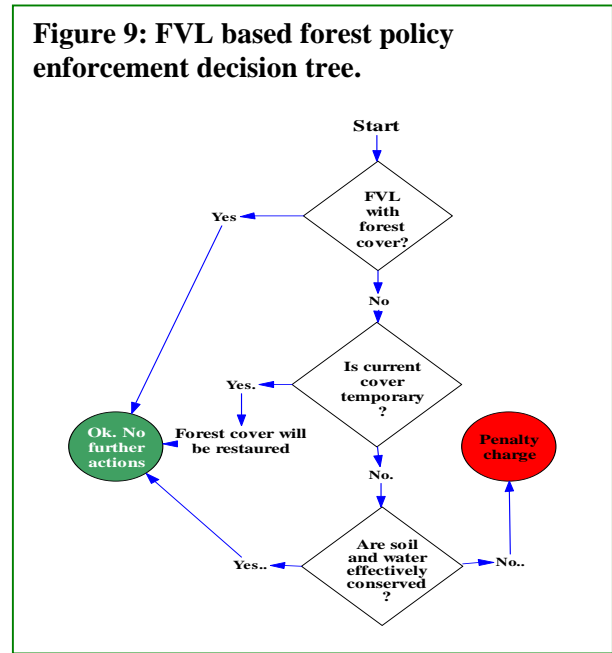 Figure 9: FVL based forest policy
enforcement decision tree.
Start
FVL
with
forest
cover?
Yes
No
Is current
cover
temporary
?
Yes.
Forest cover will
be restaured
Ok. No
further
actions
Penalty
charge
No.
Are soil
and water
effectively
conserved
?
Yes..
No..